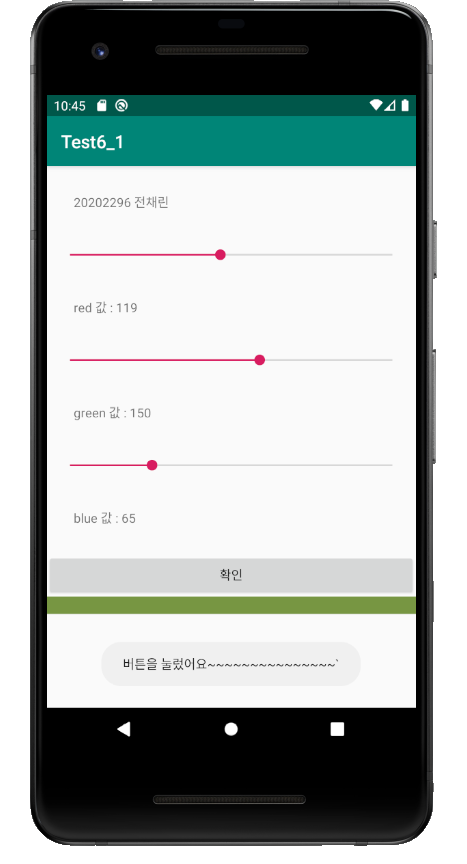 10:45
Test6_1
20202296 전채린
red 값 : 119
green 값 : 150
blue 값 : 65
확인
버튼을 눌렀어요~~~~~~~~~~~~~~~`